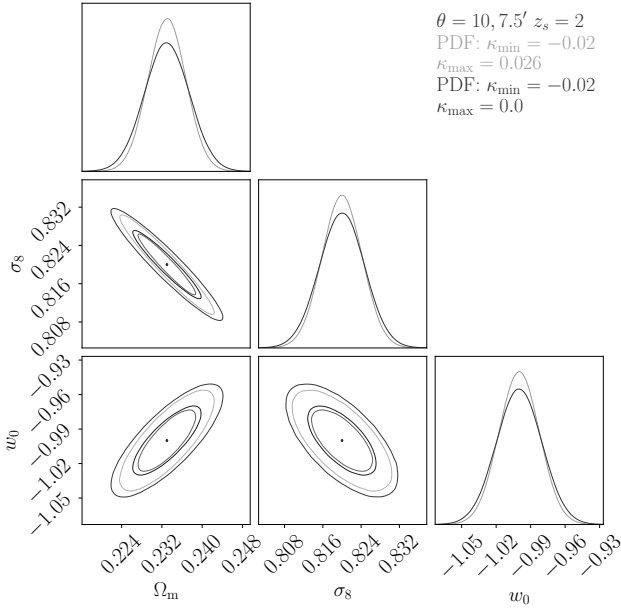 θ = 10, 7.5′ z_s = 2
PDF: κ_min = −0.02
κ_max = 0.026
PDF: κ_min = −0.02
κ_max = 0.0
σ_8
0.832
0.824
0.816
0.808
w_0
−0.93
−0.96
−0.99
−1.02
−1.05
0.224 0.232 0.240 0.248
Ω_m
0.808 0.816 0.824 0.832
σ_8
−1.05 −1.02 −0.99 −0.96 −0.93
w_0